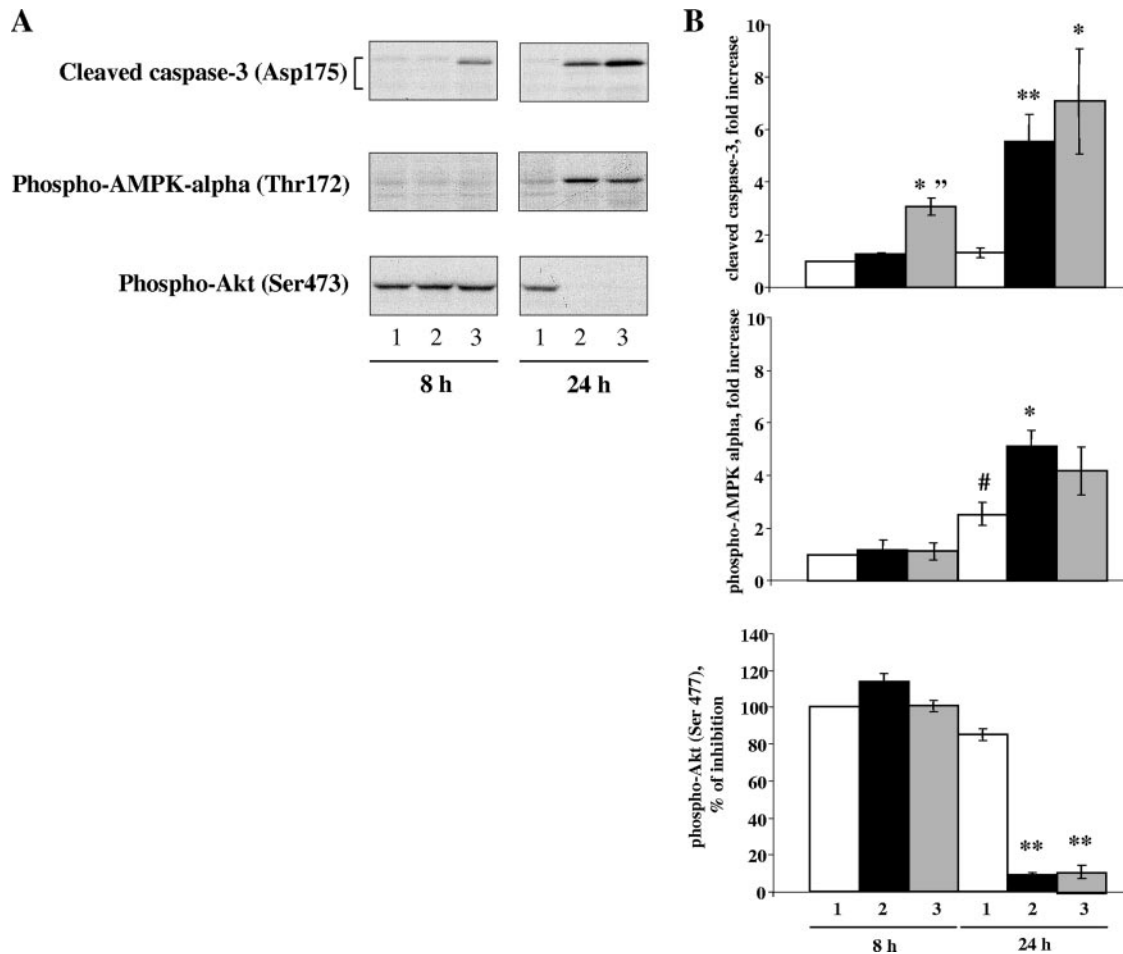 A
Cleaved caspase-3 (Asp175)
Phospho-AMPK-alpha (Thr172)
Phospho-Akt (Ser473)
1 2 3 1 2 3
8 h 24 h
B
cleaved caspase-3, fold increase
10
8
6
4
2
0
* ” ** *
phospho-AMPK alpha, fold increase
10
8
6
4
2
0
# *
phospho-Akt (Ser 477),
% of inhibition
140
120
100
80
60
40
20
0
** **
1 2 3 1 2 3
8 h 24 h